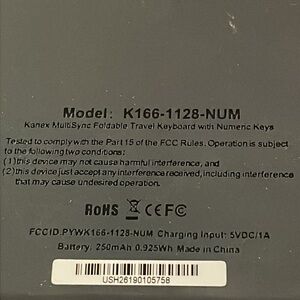 Model: K166-1128-NUM
Kanex MultiSync Foldable Travel Keyboard with Numeric Keys
Tested to comply with the Part 15 of the FCC Rules. Operation is subject
to the following two conditions:
(1) this device may not cause harmful interference, and
(2) this device just accept any interference received, including interference
that may cause undesired operation.
RoHS CE FC
FCCID.PYWK166-1128-NUM Charging Input: 5VDC/1A
Battery: 250mAh 0.925Wh Made in China
USH26190105758